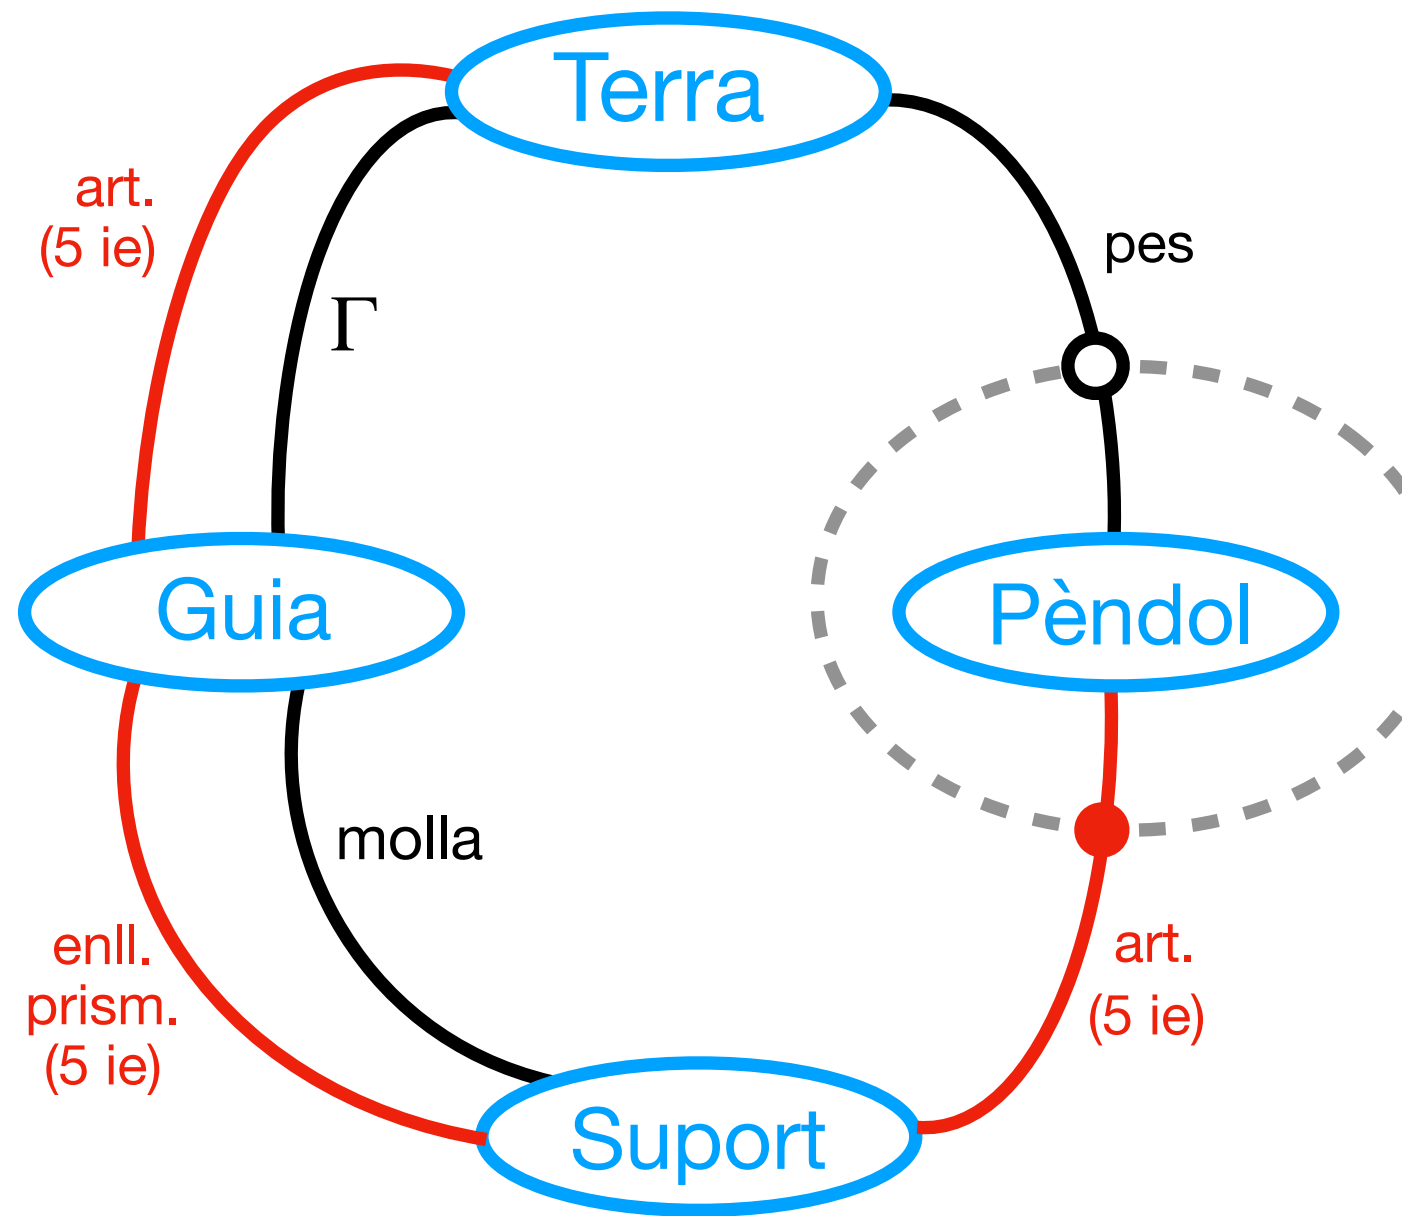 Terra
art.
(5 ie)
pes
Γ
Guia
Pèndol
molla
enll.
prism.
(5 ie)
art.
(5 ie)
Suport